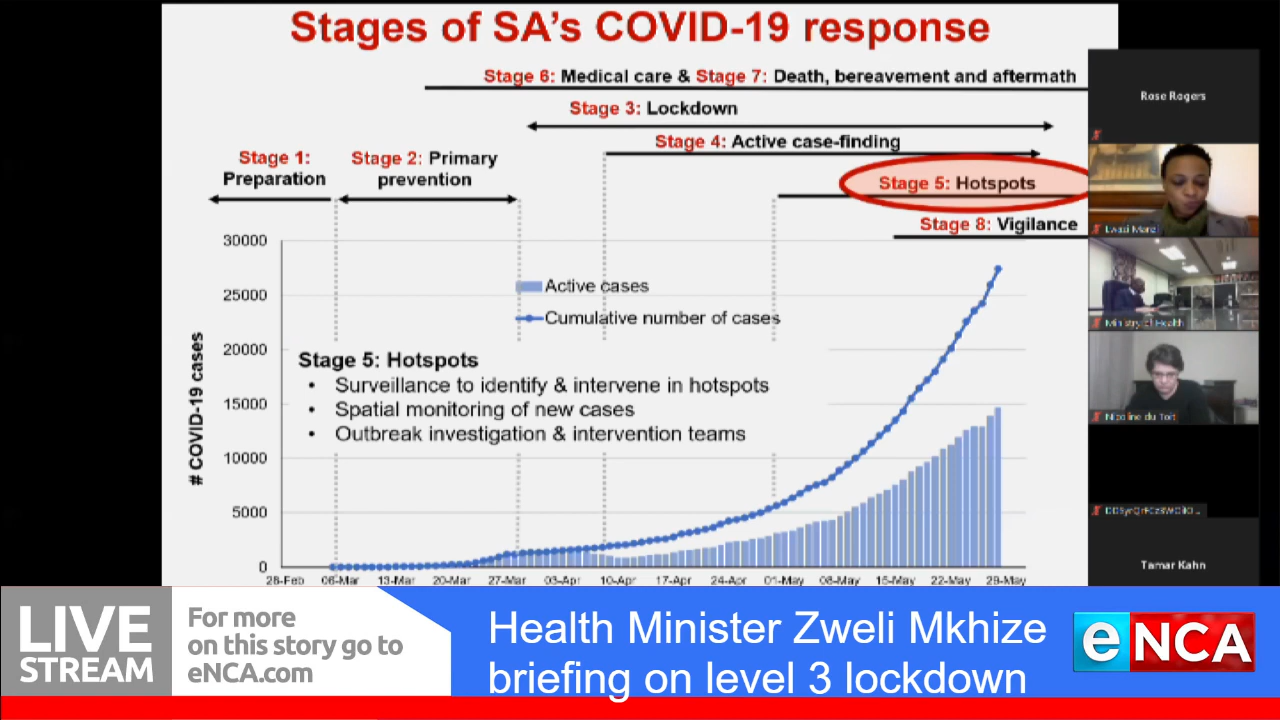 Stages of SA's COVID-19 response
Stage 6: Medical care & Stage 7: Death, bereavement and aftermath
Stage 3: Lockdown
Stage 4: Active case-finding
Stage 1: Preparation
Stage 2: Primary prevention
Stage 5: Hotspots
Stage 8: Vigilance
30000
25000
20000
15000
10000
5000
0
# COVID-19 cases
Active cases
Cumulative number of cases
Stage 5: Hotspots
• Surveillance to identify & intervene in hotspots
• Spatial monitoring of new cases
• Outbreak investigation & intervention teams
28-Feb 06-Mar 13-Mar 20-Mar 27-Mar 03-Apr 10-Apr 17-Apr 24-Apr 01-May 08-May 15-May 22-May 29-May
Rose Rogers
Lwazi Manzi
Ministry of Health
Nicoline du Toit
Tamar Kahn
LIVE
STREAM
For more
on this story go to
eNCA.com
Health Minister Zweli Mkhize
briefing on level 3 lockdown
eNCA